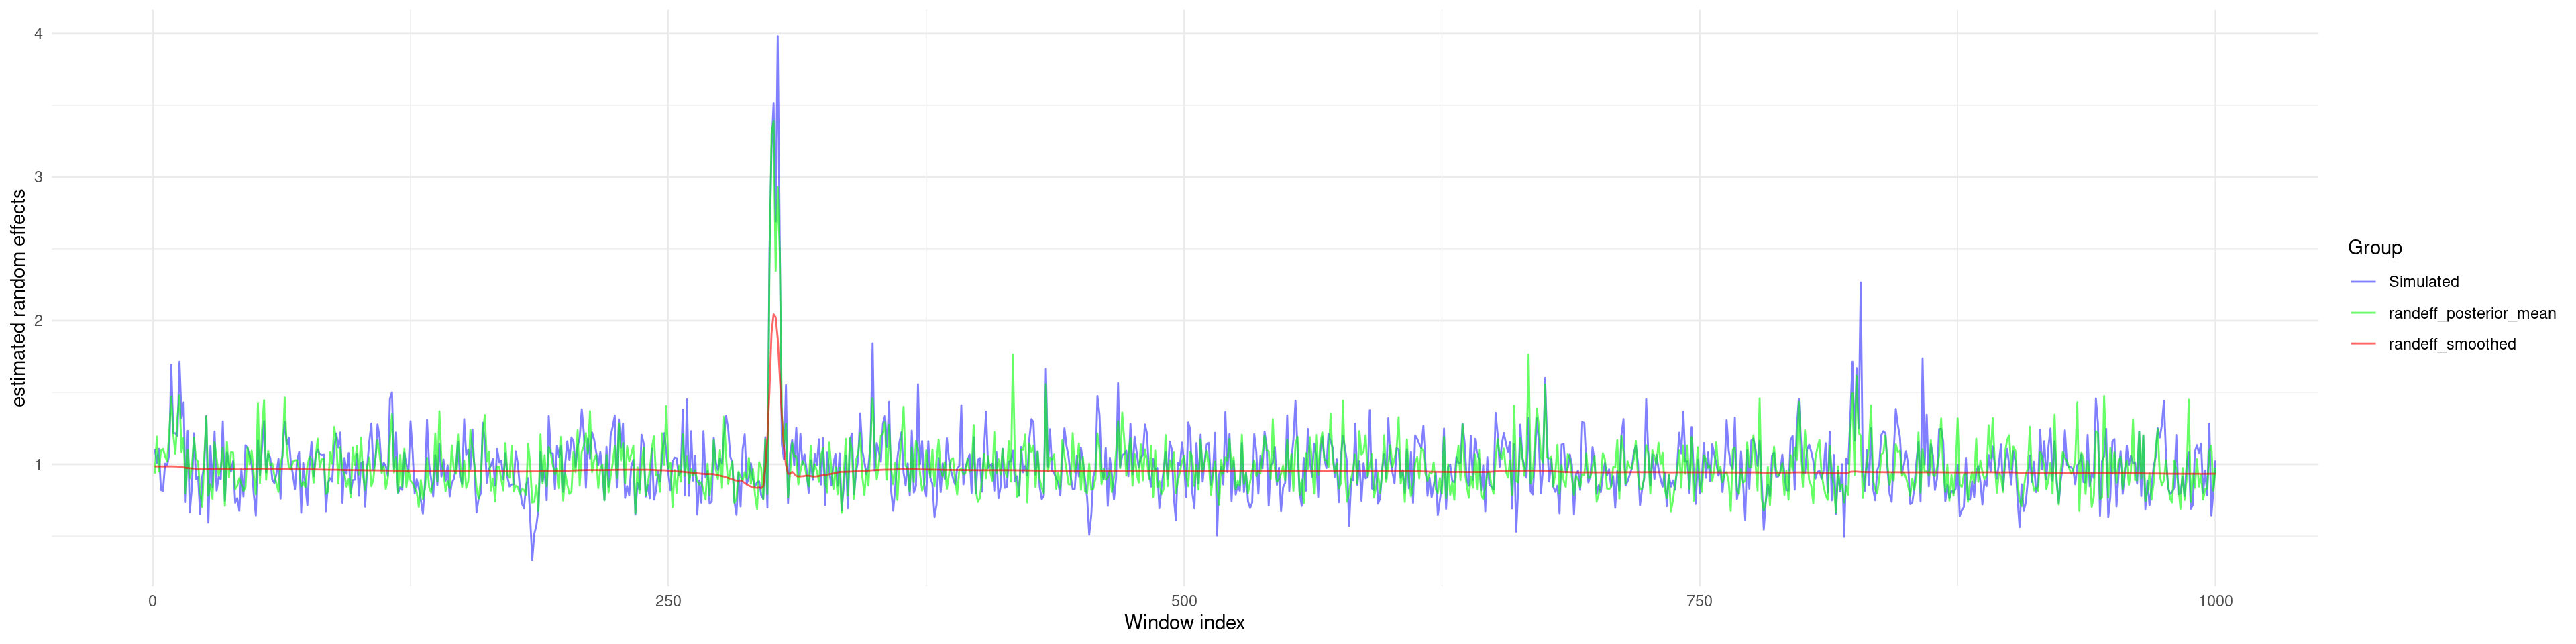 estimated random effects
4
3
2
1
0
250
500
750
1000
Window index
Group
Simulated
randeff_posterior_mean
randeff_smoothed